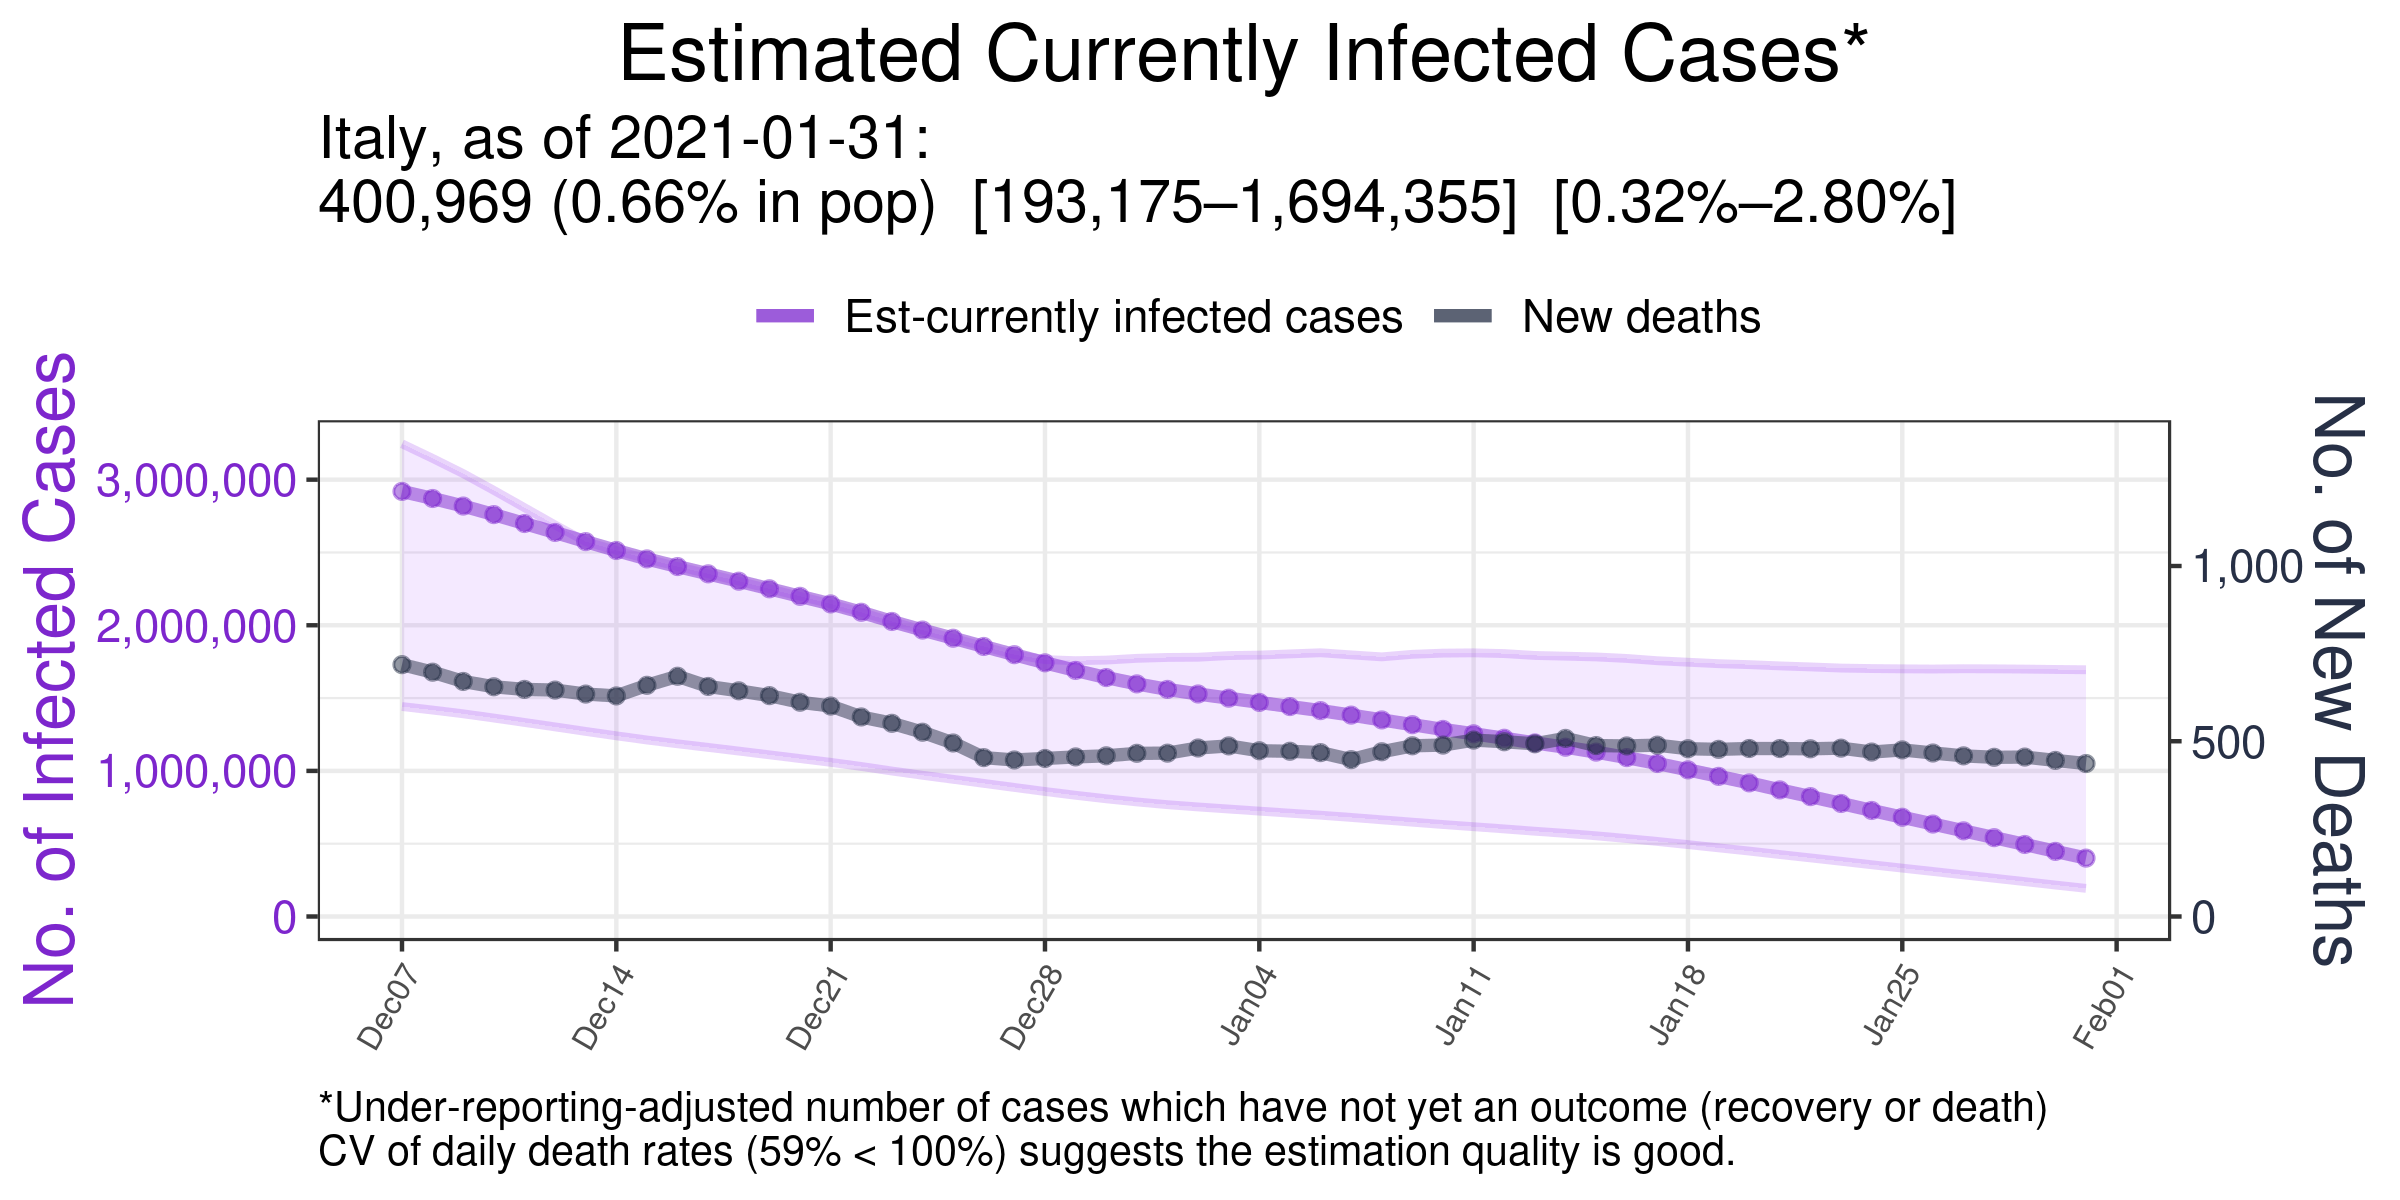 Estimated Currently Infected Cases*
Italy, as of 2021-01-31:
400,969 (0.66% in pop)  [193,175–1,694,355]  [0.32%–2.80%]
Est-currently infected cases
New deaths
No. of Infected Cases
3,000,000
2,000,000
1,000,000
0
No. of New Deaths
1,000
500
0
Dec07
Dec14
Dec21
Dec28
Jan04
Jan11
Jan18
Jan25
Feb01
*Under-reporting-adjusted number of cases which have not yet an outcome (recovery or death)
CV of daily death rates (59% < 100%) suggests the estimation quality is good.